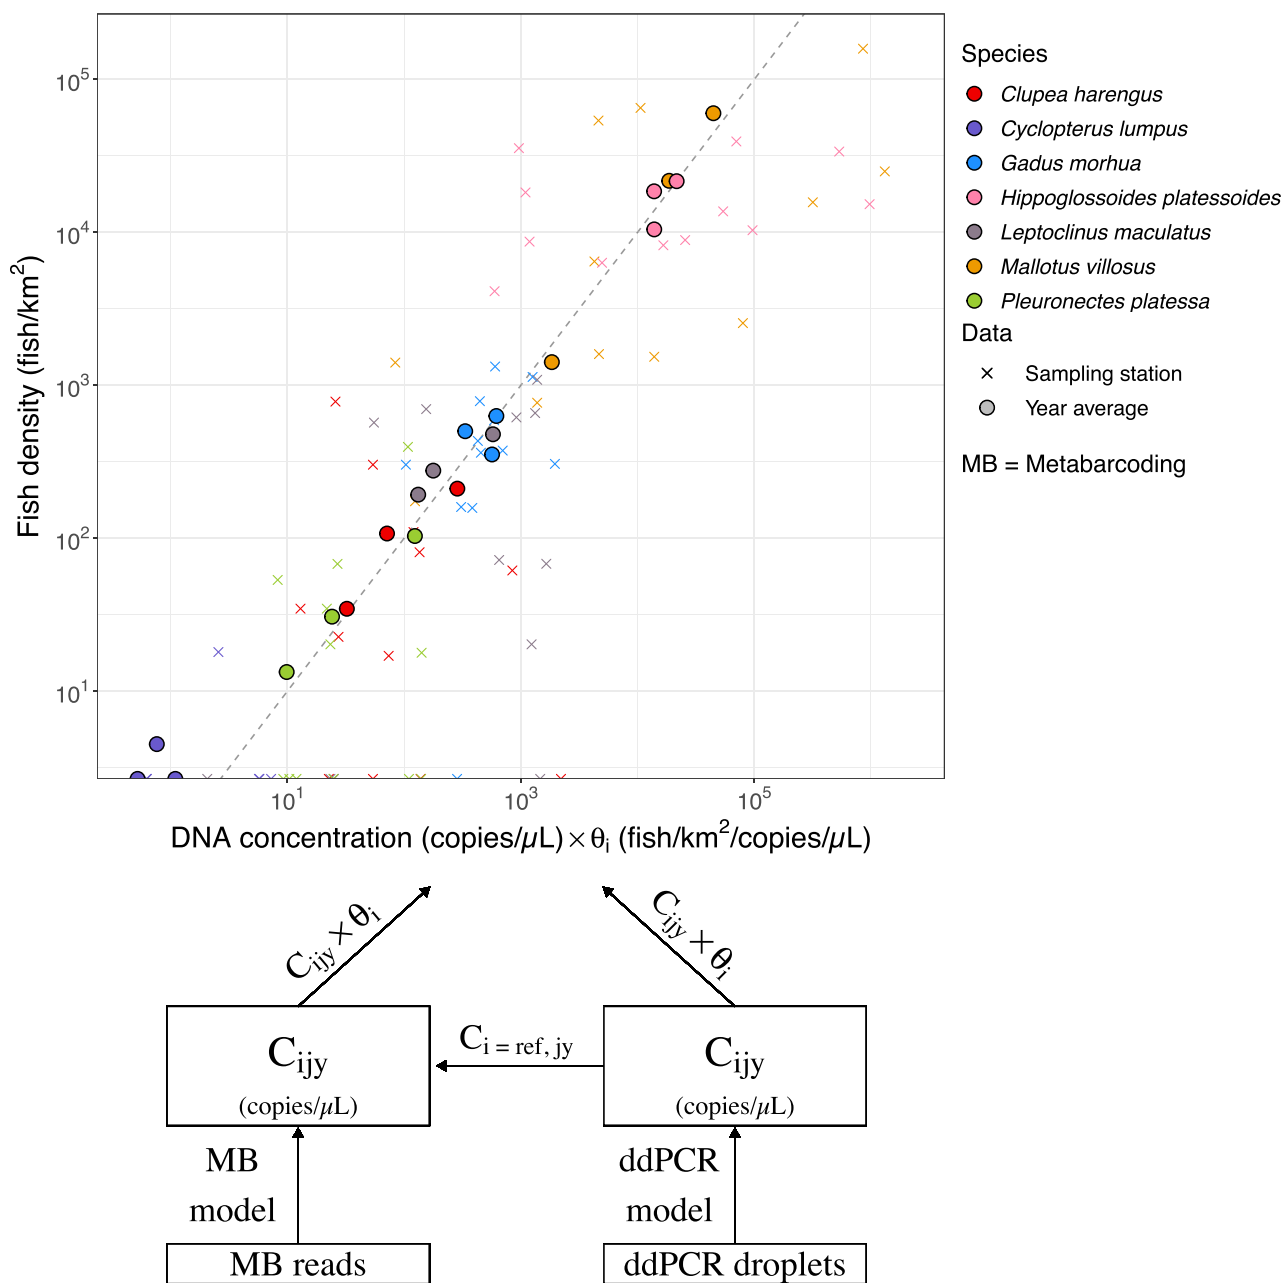 Fish density (fish/km²)
10⁵
10⁴
10³
10²
10¹
10¹
10³
10⁵
DNA concentration (copies/µL) × θᵢ (fish/km²/copies/µL)
Species
Clupea harengus
Cyclopterus lumpus
Gadus morhua
Hippoglossoides platessoides
Leptoclinus maculatus
Mallotus villosus
Pleuronectes platessa
Data
Sampling station
Year average
MB = Metabarcoding
Cijy × θi
Cijy × θi
Cijy
(copies/µL)
Ci = ref, jy
Cijy
(copies/µL)
MB
model
ddPCR
model
MB reads
ddPCR droplets